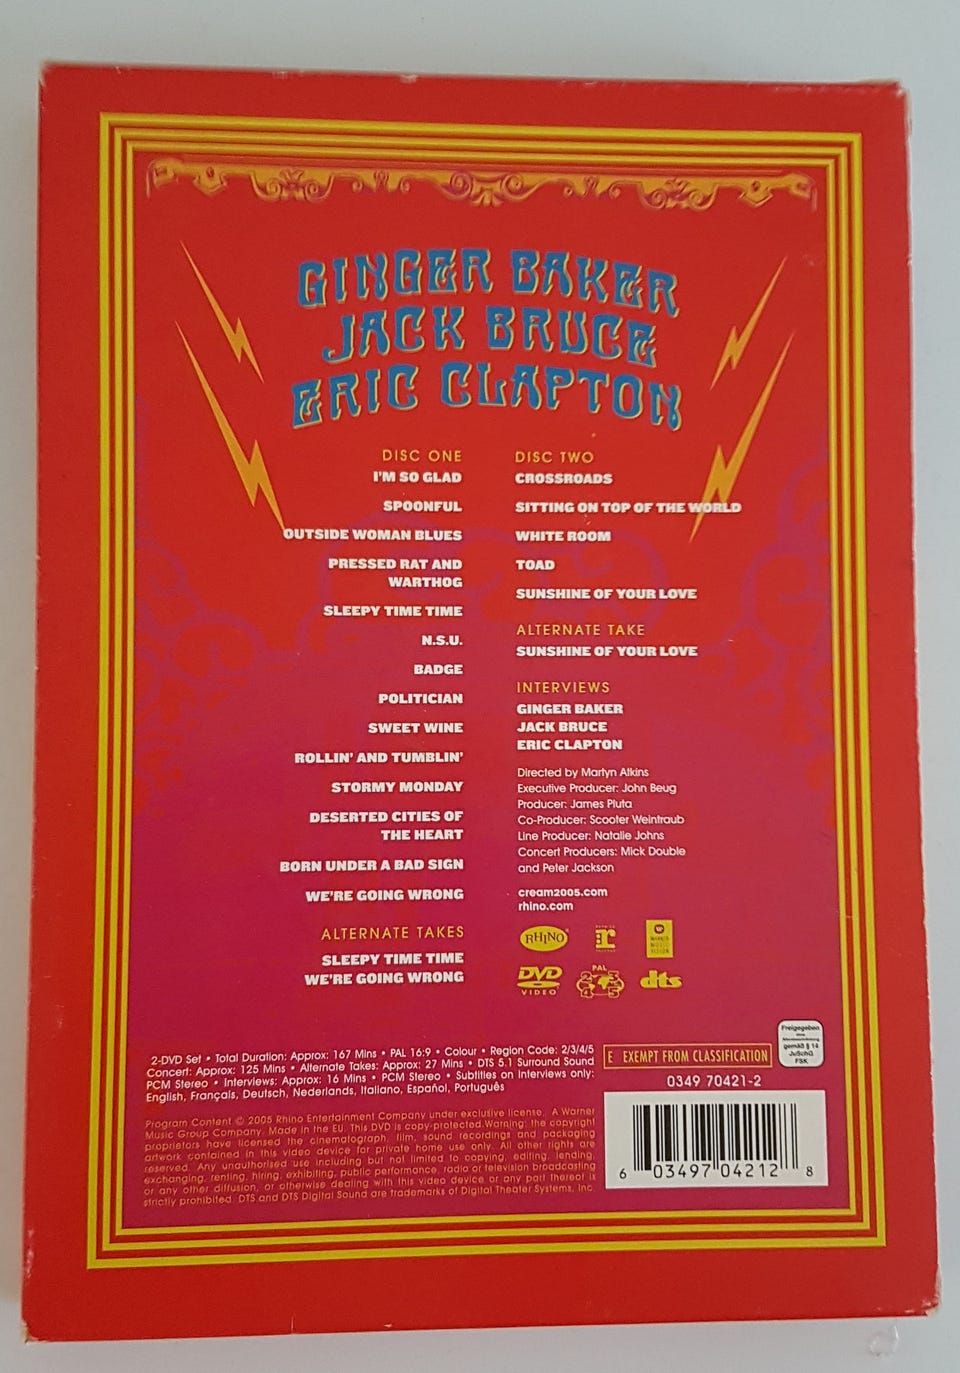 GINGER BAKER
JACK BRUCE
ERIC CLAPTON
DISC ONE
I'M SO GLAD
SPOONFUL
OUTSIDE WOMAN BLUES
PRESSED RAT AND
WARTHOG
SLEEPY TIME TIME
N.S.U.
BADGE
POLITICIAN
SWEET WINE
ROLLIN' AND TUMBLIN'
STORMY MONDAY
DESERTED CITIES OF
THE HEART
BORN UNDER A BAD SIGN
WE'RE GOING WRONG
ALTERNATE TAKES
SLEEPY TIME TIME
WE'RE GOING WRONG
DISC TWO
CROSSROADS
SITTING ON TOP OF THE WORLD
WHITE ROOM
TOAD
SUNSHINE OF YOUR LOVE
ALTERNATE TAKE
SUNSHINE OF YOUR LOVE
INTERVIEWS
GINGER BAKER
JACK BRUCE
ERIC CLAPTON
Directed by Martyn Atkins
Executive Producer: John Beug
Producer: James Pluta
Co-Producer: Scooter Weintraub
Line Producer: Natalie Johns
Concert Producers: Mick Double
and Peter Jackson
cream2005.com
rhino.com
RHINO
r
DVD
VIDEO
PAL
2 3
4 5
dts
2-DVD Set • Total Duration: Approx: 167 Mins • PAL 16:9 • Colour • Region Code: 2/3/4/5
Concert: Approx: 125 Mins • Alternate Takes: Approx: 27 Mins • DTS 5.1 Surround Sound
PCM Stereo • Interviews: Approx: 16 Mins • PCM Stereo • Subtitles on Interviews only:
English, Français, Deutsch, Nederlands, Italiano, Español, Português
Program Content © 2005 Rhino Entertainment Company under exclusive license. A Warner
Music Group Company. Made in the EU. This DVD is copy-protected.Warning: the copyright
proprietors have licensed the cinematograph, film, sound recordings and packaging
artwork contained in this video device for private home use only. All other rights are
reserved. Any unauthorised use including but not limited to copying, editing, lending,
exchanging, renting, hiring, exhibiting, public performance, radio or television broadcasting
or any other diffusion, or otherwise dealing with this video device or any part thereof is
strictly prohibited. DTS and DTS Digital Sound are trademarks of Digital Theater Systems, Inc.
E EXEMPT FROM CLASSIFICATION
Freigegeben
ohne
gemäß § 14
JuSchG
FSK
0349 70421-2
6 03497 04212 8